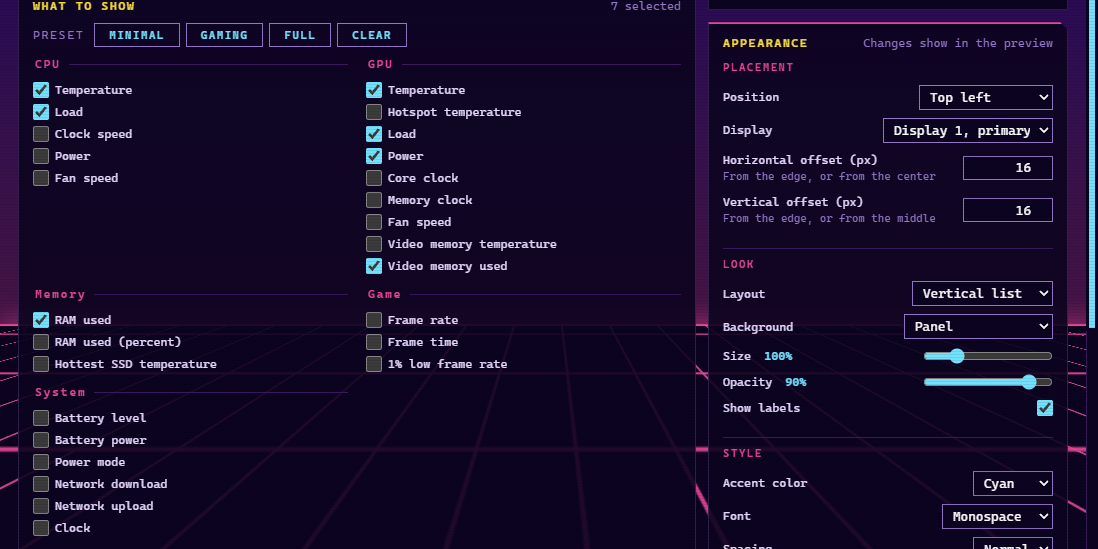 WHAT TO SHOW
7 selected
PRESET MINIMAL GAMING FULL CLEAR
CPU
Temperature
Load
Clock speed
Power
Fan speed
GPU
Temperature
Hotspot temperature
Load
Power
Core clock
Memory clock
Fan speed
Video memory temperature
Video memory used
Memory
RAM used
RAM used (percent)
Hottest SSD temperature
Game
Frame rate
Frame time
1% low frame rate
System
Battery level
Battery power
Power mode
Network download
Network upload
Clock
APPEARANCE
Changes show in the preview
PLACEMENT
Position Top left
Display Display 1, primary
Horizontal offset (px) 16
From the edge, or from the center
Vertical offset (px) 16
From the edge, or from the middle
LOOK
Layout Vertical list
Background Panel
Size 100%
Opacity 90%
Show labels
STYLE
Accent color Cyan
Font Monospace
Spacing Normal